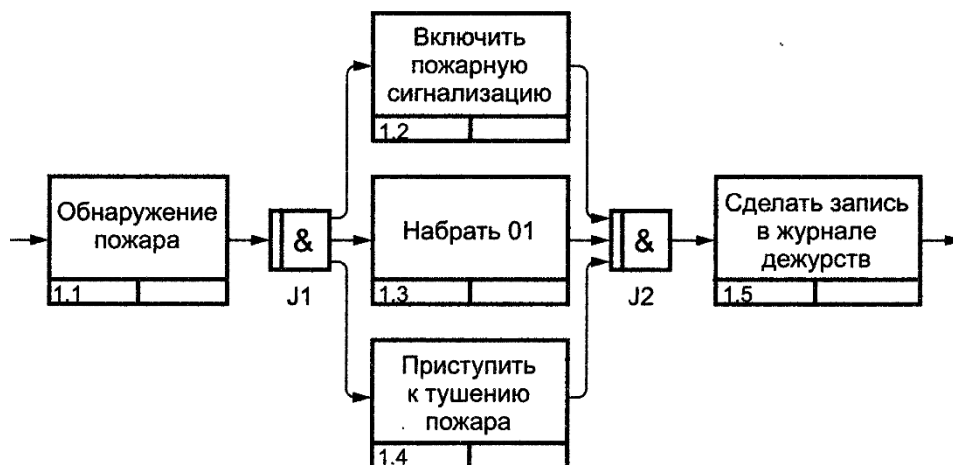 Включить
пожарную
сигнализацию
1.2
Обнаружение
пожара
1.1
&
J1
Набрать 01
1.3
&
J2
Сделать запись
в журнале
дежурств
1.5
Приступить
к тушению
пожара
1.4